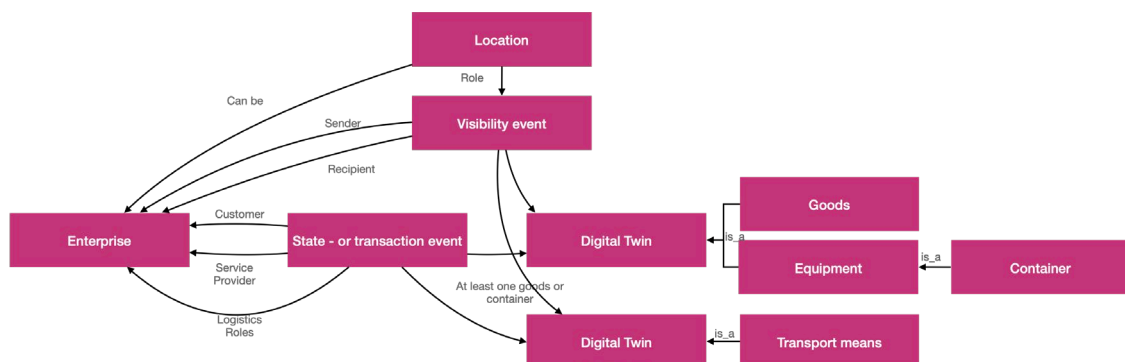 Location
Role
Can be
Visibility event
Sender
Recipient
Goods
Customer
Enterprise
State - or transaction event
Digital Twin
is_a
Service
Provider
Equipment
is_a
Container
At least one goods or
container
Logistics
Roles
Digital Twin
is_a
Transport means